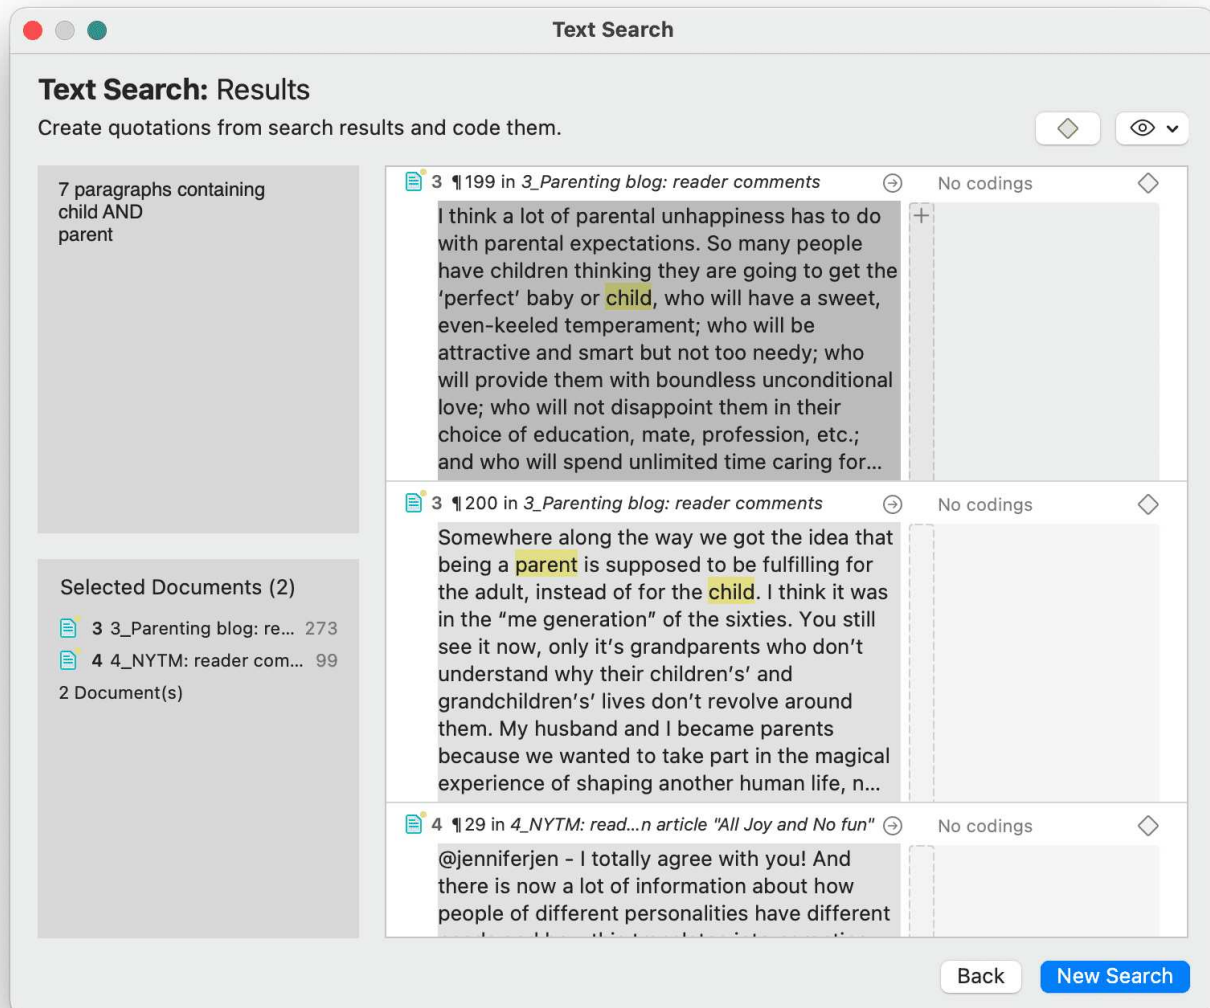 Text Search
Text Search: Results
Create quotations from search results and code them.
7 paragraphs containing
child AND
parent
Selected Documents (2)
3 3_Parenting blog: re... 273
4 4_NYTM: reader com... 99
2 Document(s)
3 ¶199 in 3_Parenting blog: reader comments
No codings
I think a lot of parental unhappiness has to do
with parental expectations. So many people
have children thinking they are going to get the
‘perfect’ baby or child, who will have a sweet,
even-keeled temperament; who will be
attractive and smart but not too needy; who
will provide them with boundless unconditional
love; who will not disappoint them in their
choice of education, mate, profession, etc.;
and who will spend unlimited time caring for...
3 ¶200 in 3_Parenting blog: reader comments
No codings
Somewhere along the way we got the idea that
being a parent is supposed to be fulfilling for
the adult, instead of for the child. I think it was
in the “me generation” of the sixties. You still
see it now, only it’s grandparents who don’t
understand why their children’s’ and
grandchildren’s’ lives don’t revolve around
them. My husband and I became parents
because we wanted to take part in the magical
experience of shaping another human life, n...
4 ¶29 in 4_NYTM: read...n article "All Joy and No fun"
No codings
@jenniferjen - I totally agree with you! And
there is now a lot of information about how
people of different personalities have different
Back
New Search